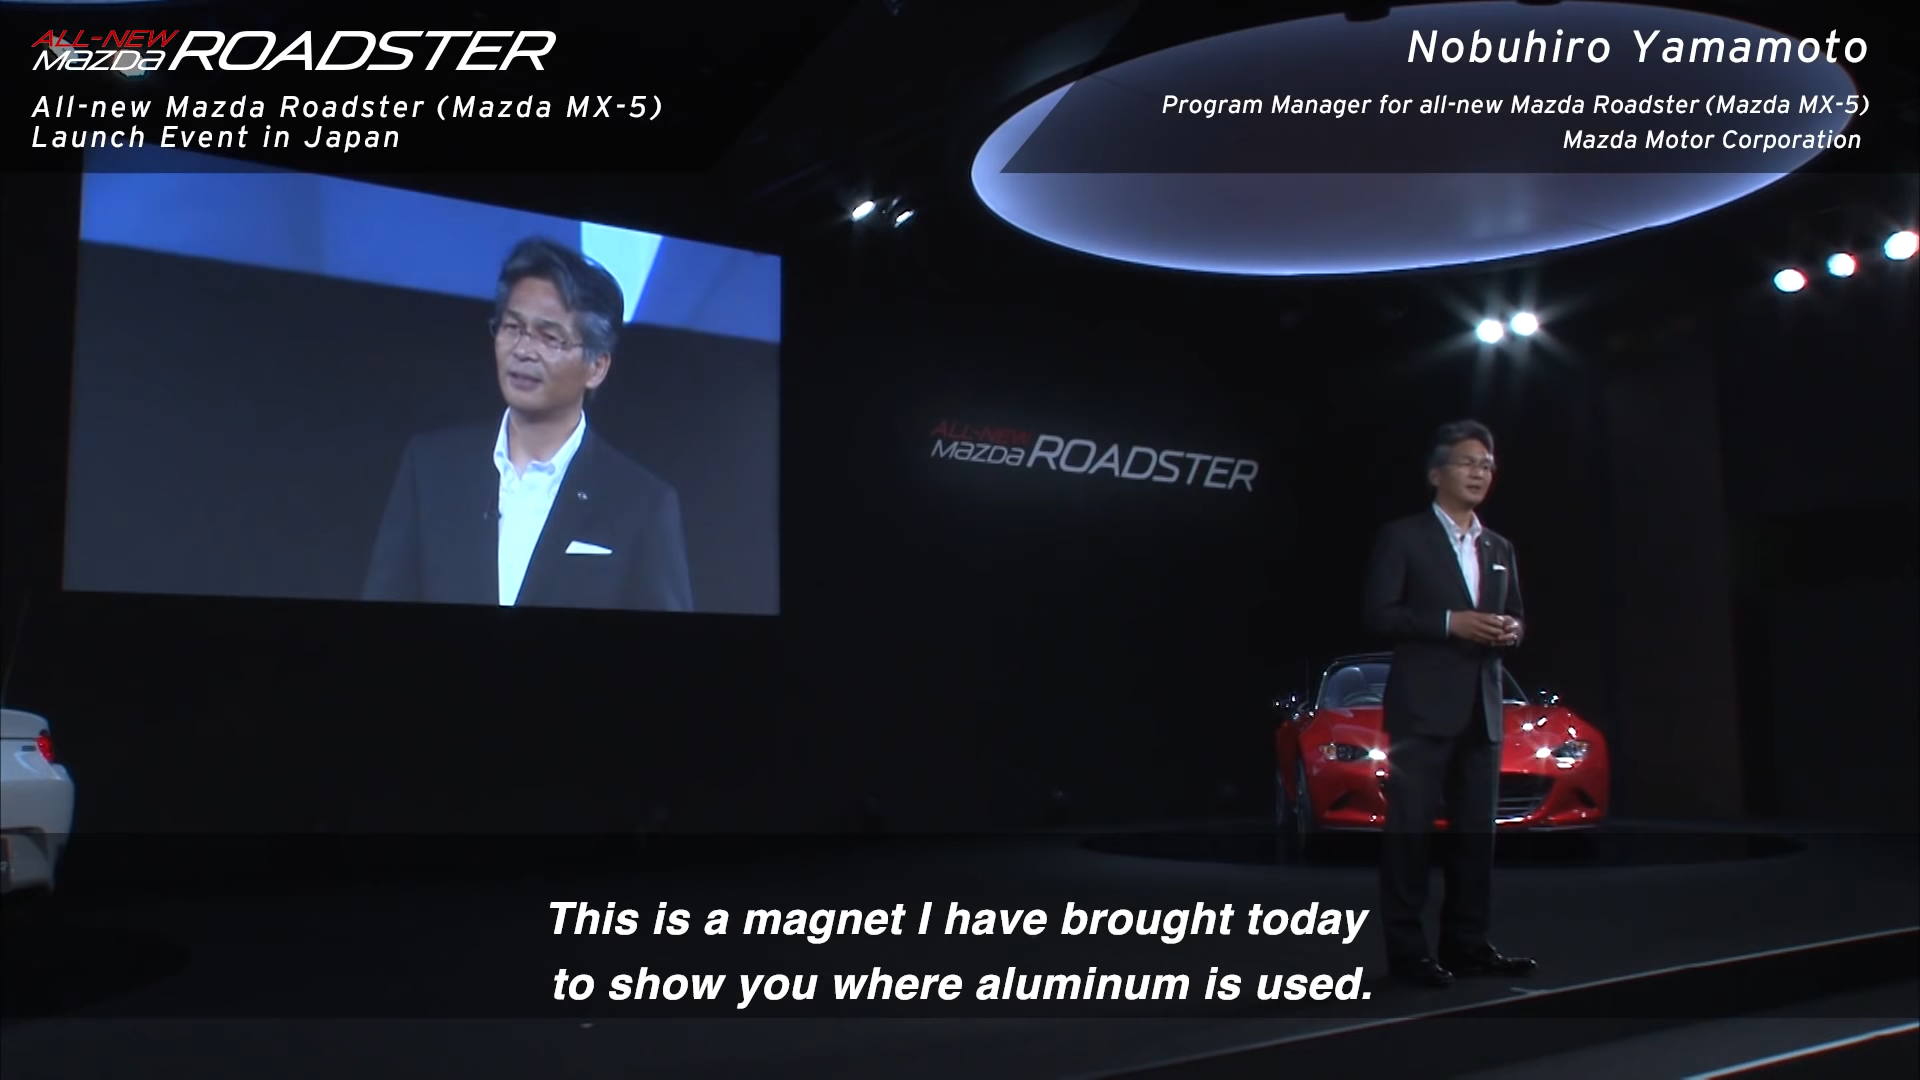 ALL-NEW
Mazda ROADSTER
All-new Mazda Roadster (Mazda MX-5)
Launch Event in Japan
Nobuhiro Yamamoto
Program Manager for all-new Mazda Roadster (Mazda MX-5)
Mazda Motor Corporation
ALL-NEW
Mazda ROADSTER
This is a magnet I have brought today
to show you where aluminum is used.